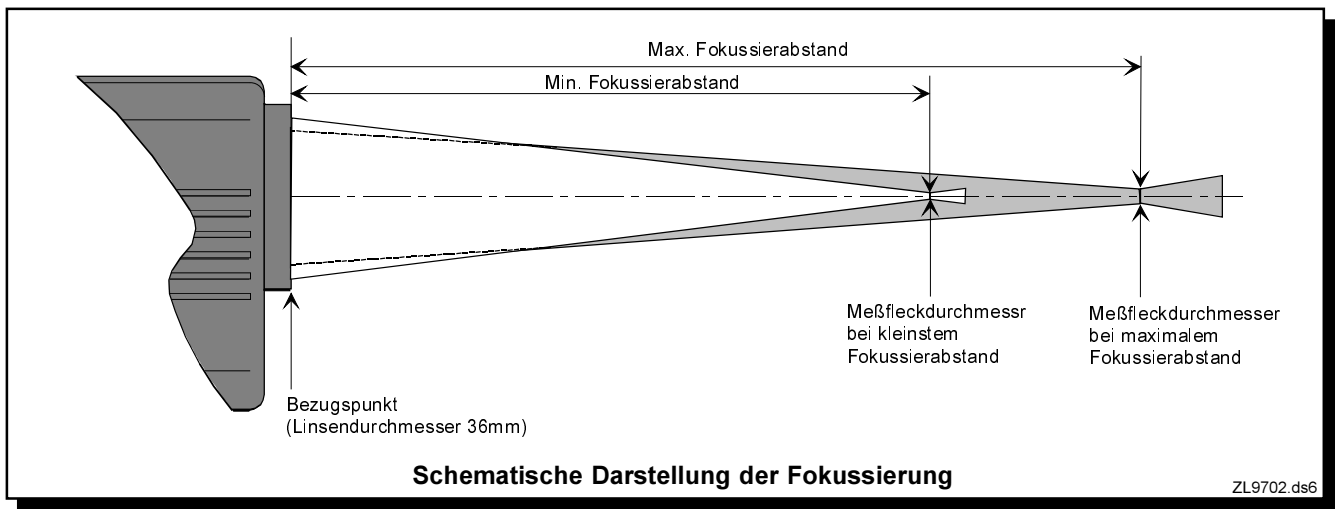 Max. Fokussierabstand
Min. Fokussierabstand
Meßfleckdurchmessr
bei kleinstem
Fokussierabstand
Meßfleckdurchmesser
bei maximalem
Fokussierabstand
Bezugspunkt
(Linsendurchmesser 36mm)
Schematische Darstellung der Fokussierung
ZL9702.ds6